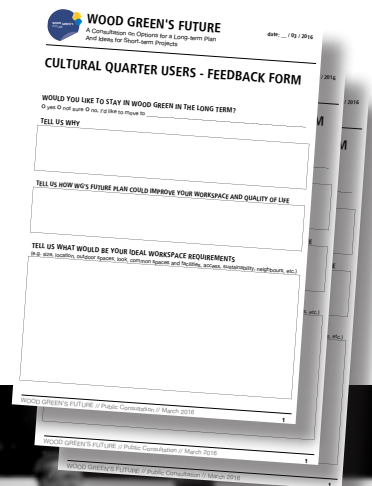 WOOD GREEN'S FUTURE
A Consultation on Options for a Long-term Plan
And Ideas for Short-term Projects
date: __ / 03 / 2016
CULTURAL QUARTER USERS - FEEDBACK FORM
WOULD YOU LIKE TO STAY IN WOOD GREEN IN THE LONG TERM?
O yes O not sure O no, I'd like to move to
TELL US WHY
TELL US HOW WG'S FUTURE PLAN COULD IMPROVE YOUR WORKSPACE AND QUALITY OF LIFE
TELL US WHAT WOULD BE YOUR IDEAL WORKSPACE REQUIREMENTS
(e.g. size, location, outdoor spaces, look, common spaces and facilities, access, sustainability, neighbours, etc.)
WOOD GREEN'S FUTURE // Public Consultation // March 2016
1
/ 2016
M
E
s, etc.)
WOOD GREEN'S FUTURE // Public Consultation // March 2016
1
/ 2016
M
E
s, etc.)
WOOD GREEN'S FUTURE // Public Consultation // March 2016
1